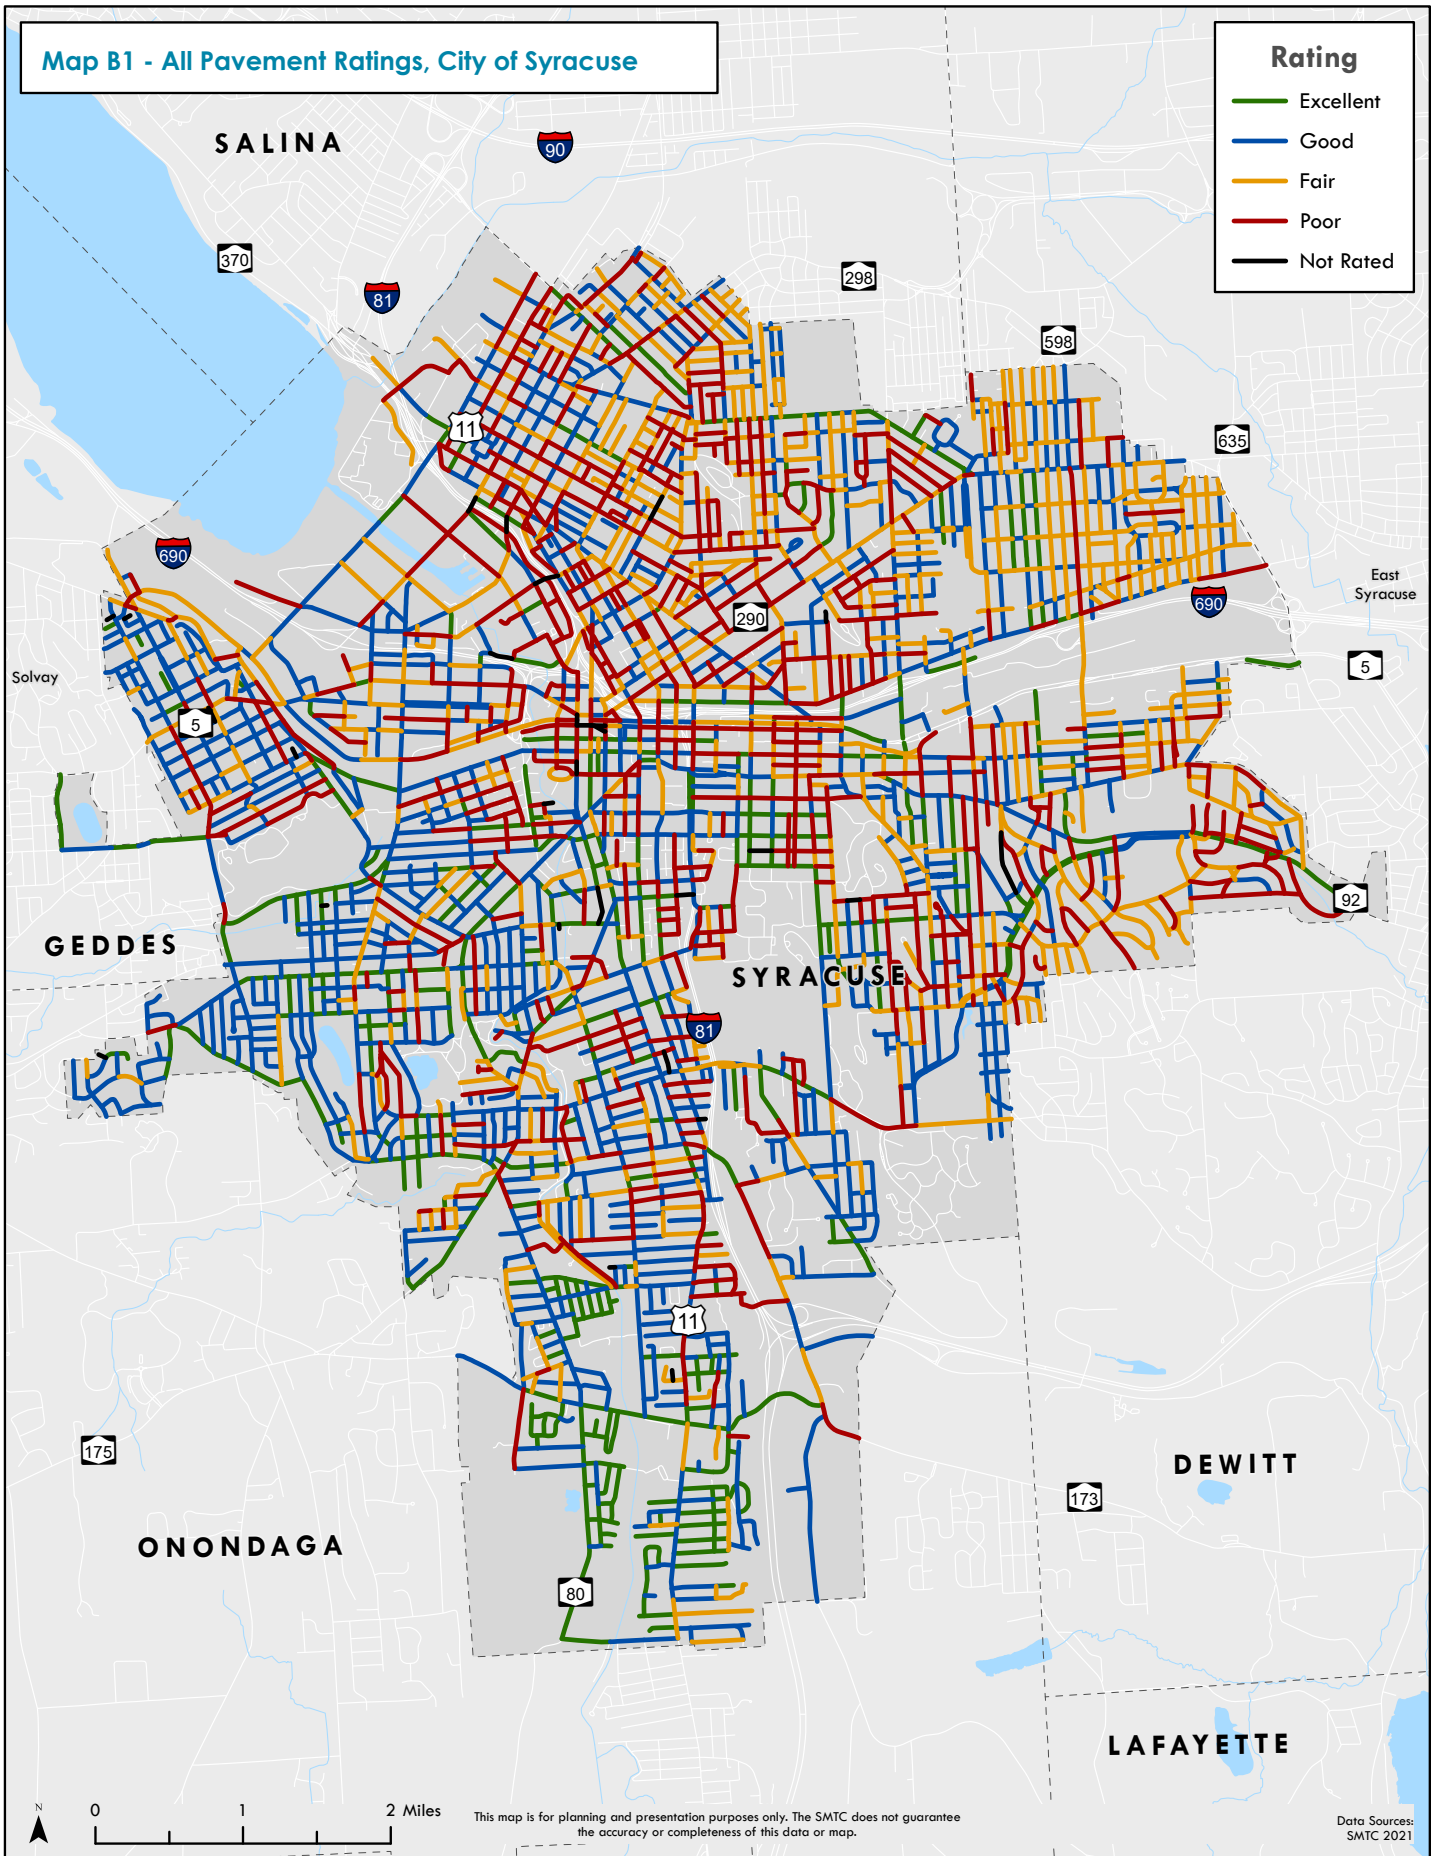 Map B1 - All Pavement Ratings, City of Syracuse
Rating
Excellent
Good
Fair
Poor
Not Rated
SALINA
90
370
81
298
598
11
635
690
290
690
East
Syracuse
5
Solvay
5
92
GEDDES
SYRACUSE
81
11
175
DEWITT
173
ONONDAGA
80
LAFAYETTE
N
0 1 2 Miles
This map is for planning and presentation purposes only. The SMTC does not guarantee
the accuracy or completeness of this data or map.
Data Sources:
SMTC 2021